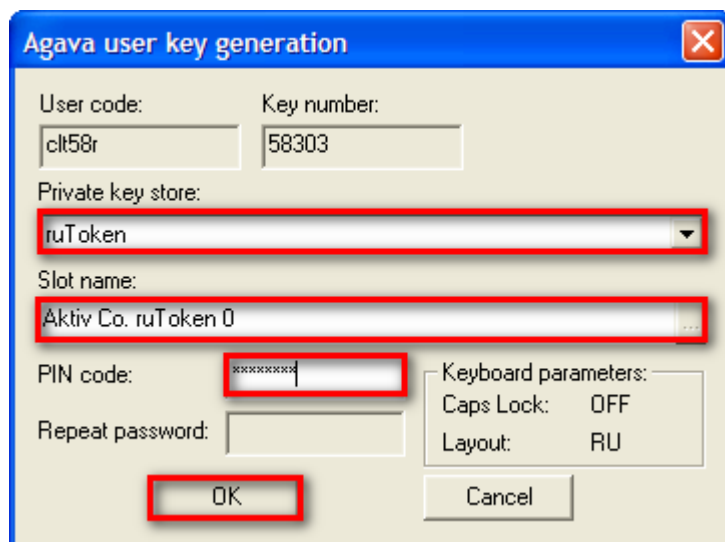 Agava user key generation
User code: Key number:
clt58r 58303
Private key store:
ruToken
Slot name:
Aktiv Co. ruToken 0
...
PIN code: ******** Keyboard parameters:
Caps Lock: OFF
Repeat password: Layout: RU
OK Cancel